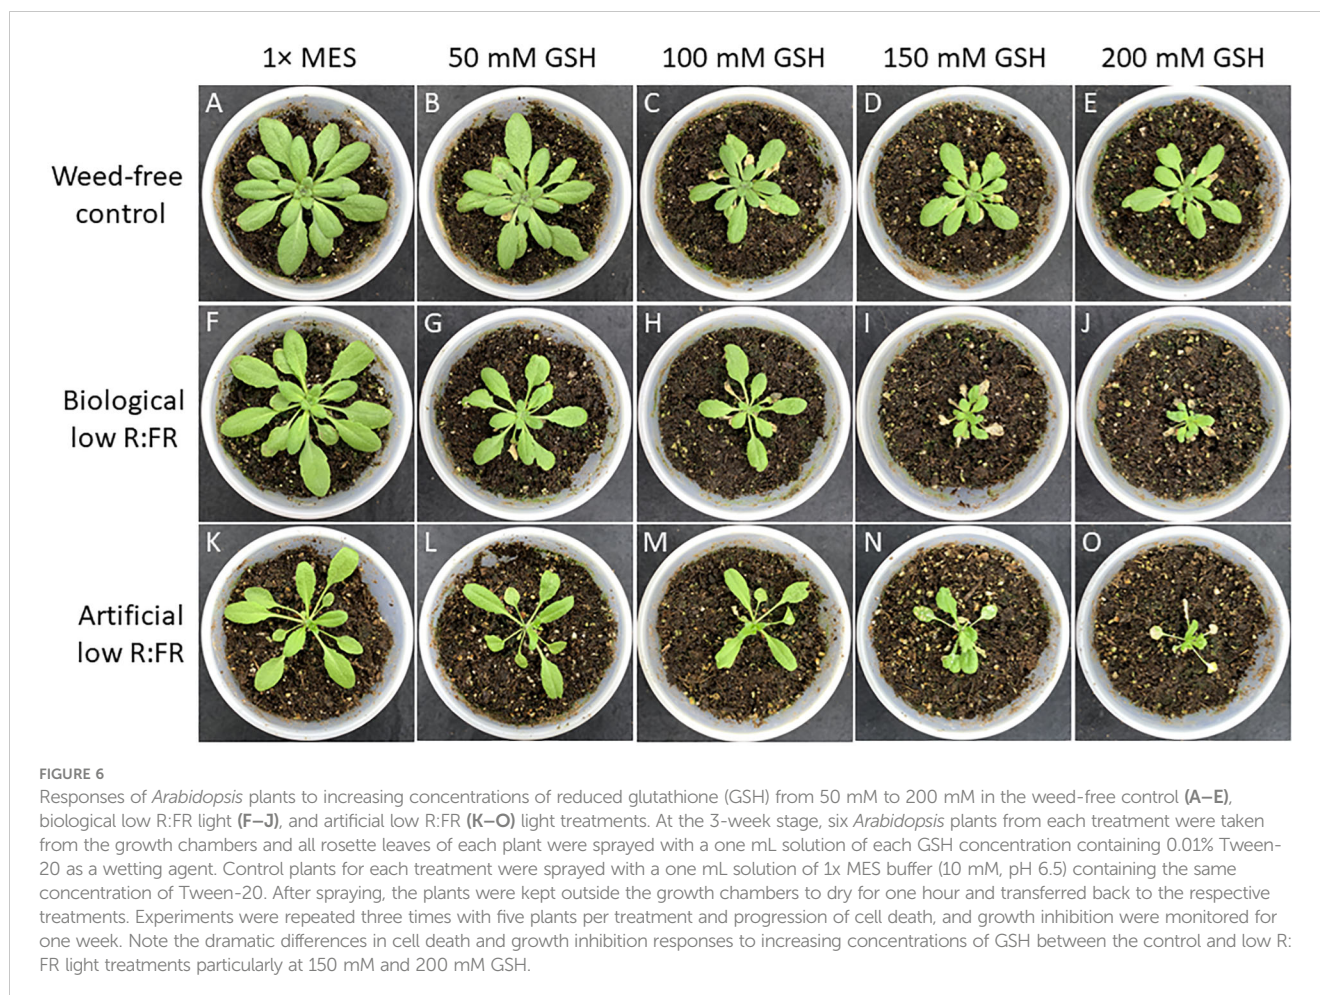 1× MES 50 mM GSH 100 mM GSH 150 mM GSH 200 mM GSH
A B C D E
Weed-free
control
F G H I J
Biological
low R:FR
K L M N O
Artificial
low R:FR
FIGURE 6
Responses of Arabidopsis plants to increasing concentrations of reduced glutathione (GSH) from 50 mM to 200 mM in the weed-free control (A–E),
biological low R:FR light (F–J), and artificial low R:FR (K–O) light treatments. At the 3-week stage, six Arabidopsis plants from each treatment were taken
from the growth chambers and all rosette leaves of each plant were sprayed with a one mL solution of each GSH concentration containing 0.01% Tween-
20 as a wetting agent. Control plants for each treatment were sprayed with a one mL solution of 1x MES buffer (10 mM, pH 6.5) containing the same
concentration of Tween-20. After spraying, the plants were kept outside the growth chambers to dry for one hour and transferred back to the respective
treatments. Experiments were repeated three times with five plants per treatment and progression of cell death, and growth inhibition were monitored for
one week. Note the dramatic differences in cell death and growth inhibition responses to increasing concentrations of GSH between the control and low R:
FR light treatments particularly at 150 mM and 200 mM GSH.